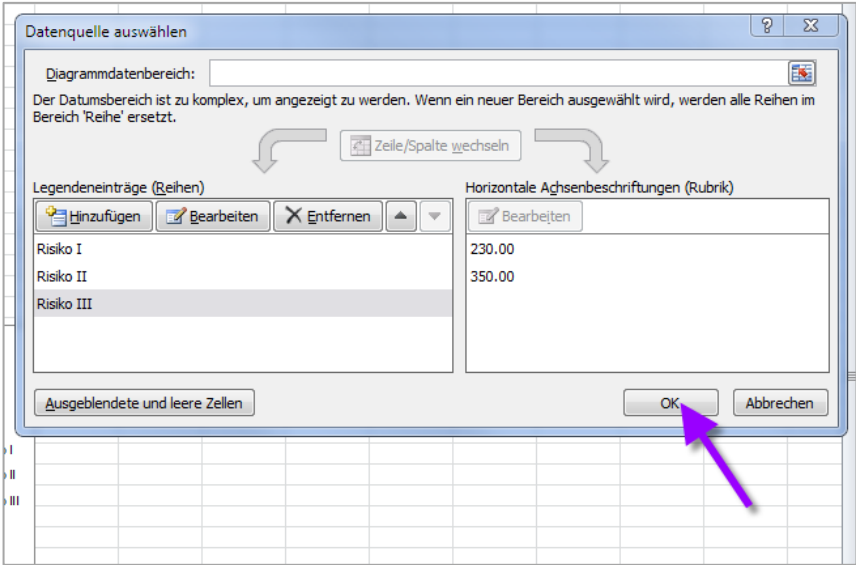 Datenquelle auswählen
Diagrammdatenbereich:
Der Datumsbereich ist zu komplex, um angezeigt zu werden. Wenn ein neuer Bereich ausgewählt wird, werden alle Reihen im
Bereich 'Reihe' ersetzt.
Zeile/Spalte wechseln
Legendeneinträge (Reihen)
Hinzufügen Bearbeiten Entfernen
Risiko I
Risiko II
Risiko III
Horizontale Achsenbeschriftungen (Rubrik)
Bearbeiten
230.00
350.00
Ausgeblendete und leere Zellen
OK Abbrechen
I
II
III